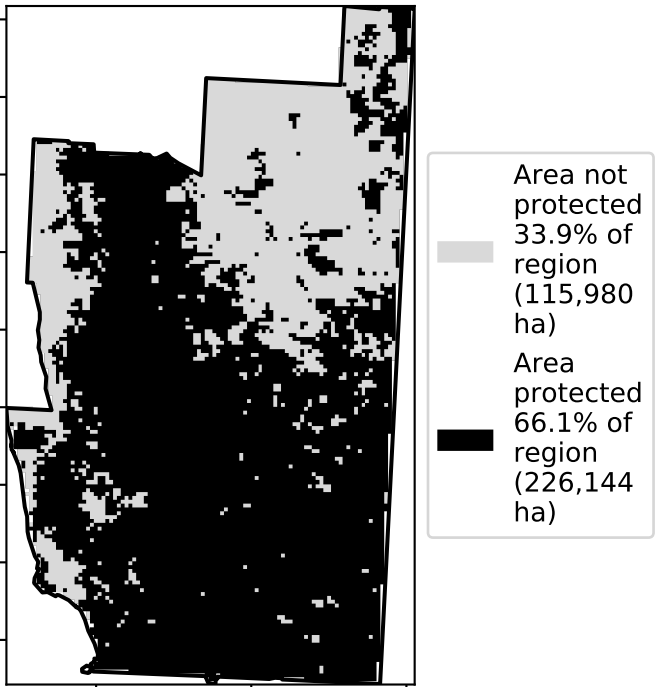 Area not
protected
33.9% of
region
(115,980
ha)
Area
protected
66.1% of
region
(226,144
ha)